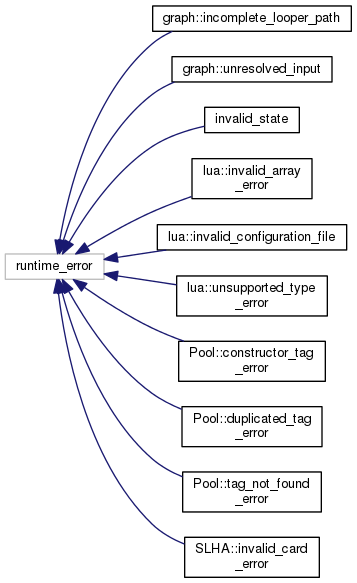 graph::incomplete_looper_path
graph::unresolved_input
invalid_state
lua::invalid_array
_error
lua::invalid_configuration_file
runtime_error
lua::unsupported_type
_error
Pool::constructor_tag
_error
Pool::duplicated_tag
_error
Pool::tag_not_found
_error
SLHA::invalid_card
_error